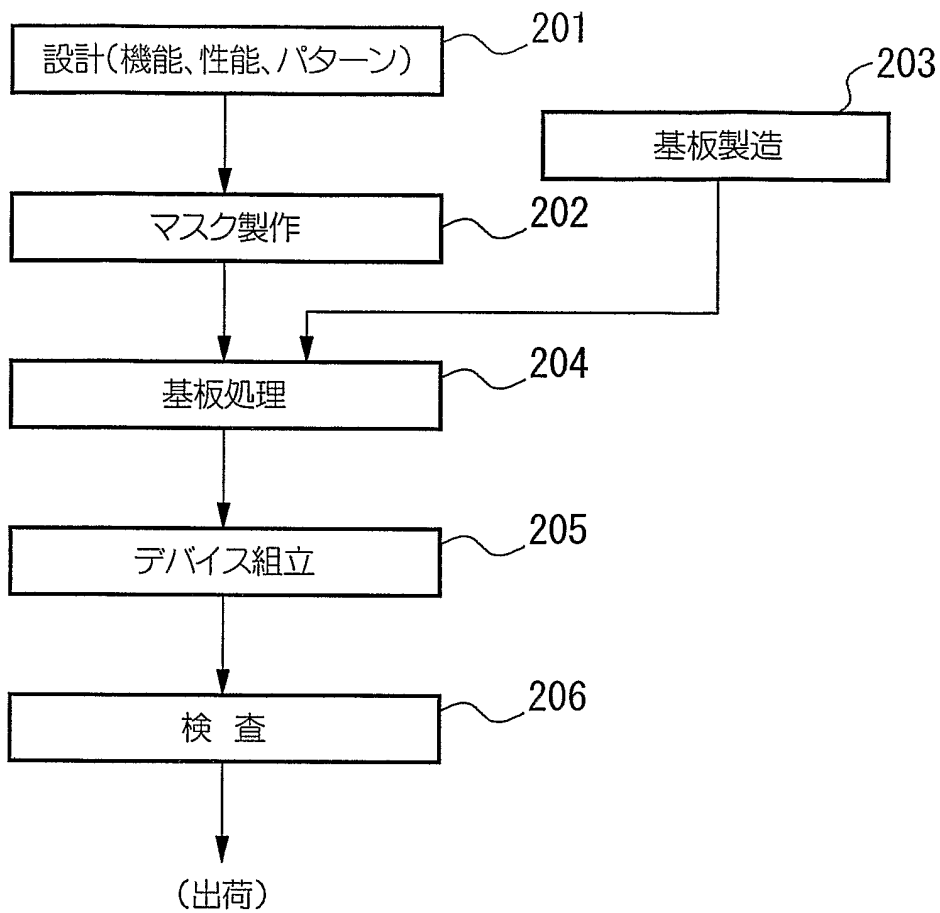 設計(機能、性能、パターン)
201
203
基板製造
マスク製作
202
基板処理
204
デバイス組立
205
検 査
206
(出荷)